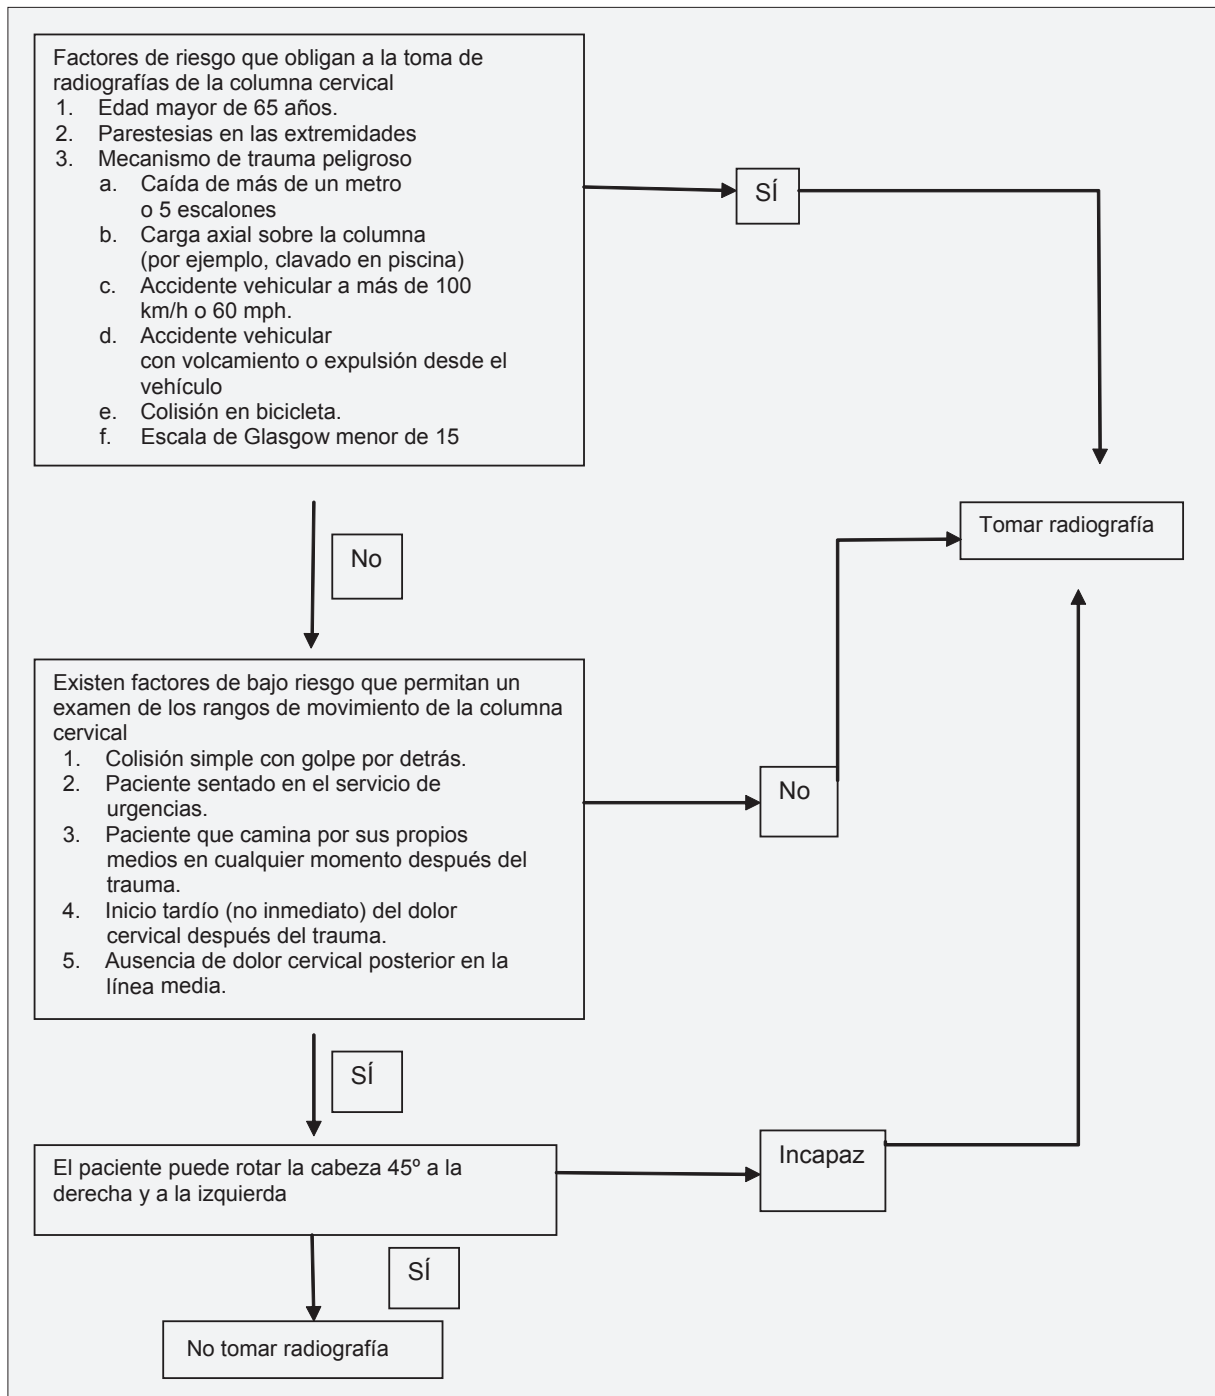 Factores de riesgo que obligan a la toma de
radiografías de la columna cervical
1. Edad mayor de 65 años.
2. Parestesias en las extremidades
3. Mecanismo de trauma peligroso
a. Caída de más de un metro
o 5 escalones
b. Carga axial sobre la columna
(por ejemplo, clavado en piscina)
c. Accidente vehicular a más de 100
km/h o 60 mph.
d. Accidente vehicular
con volcamiento o expulsión desde el
vehículo
e. Colisión en bicicleta.
f. Escala de Glasgow menor de 15
SÍ
Tomar radiografía
No
Existen factores de bajo riesgo que permitan un
examen de los rangos de movimiento de la columna
cervical
1. Colisión simple con golpe por detrás.
2. Paciente sentado en el servicio de
urgencias.
3. Paciente que camina por sus propios
medios en cualquier momento después del
trauma.
4. Inicio tardío (no inmediato) del dolor
cervical después del trauma.
5. Ausencia de dolor cervical posterior en la
línea media.
No
SÍ
El paciente puede rotar la cabeza 45º a la
derecha y a la izquierda
Incapaz
SÍ
No tomar radiografía